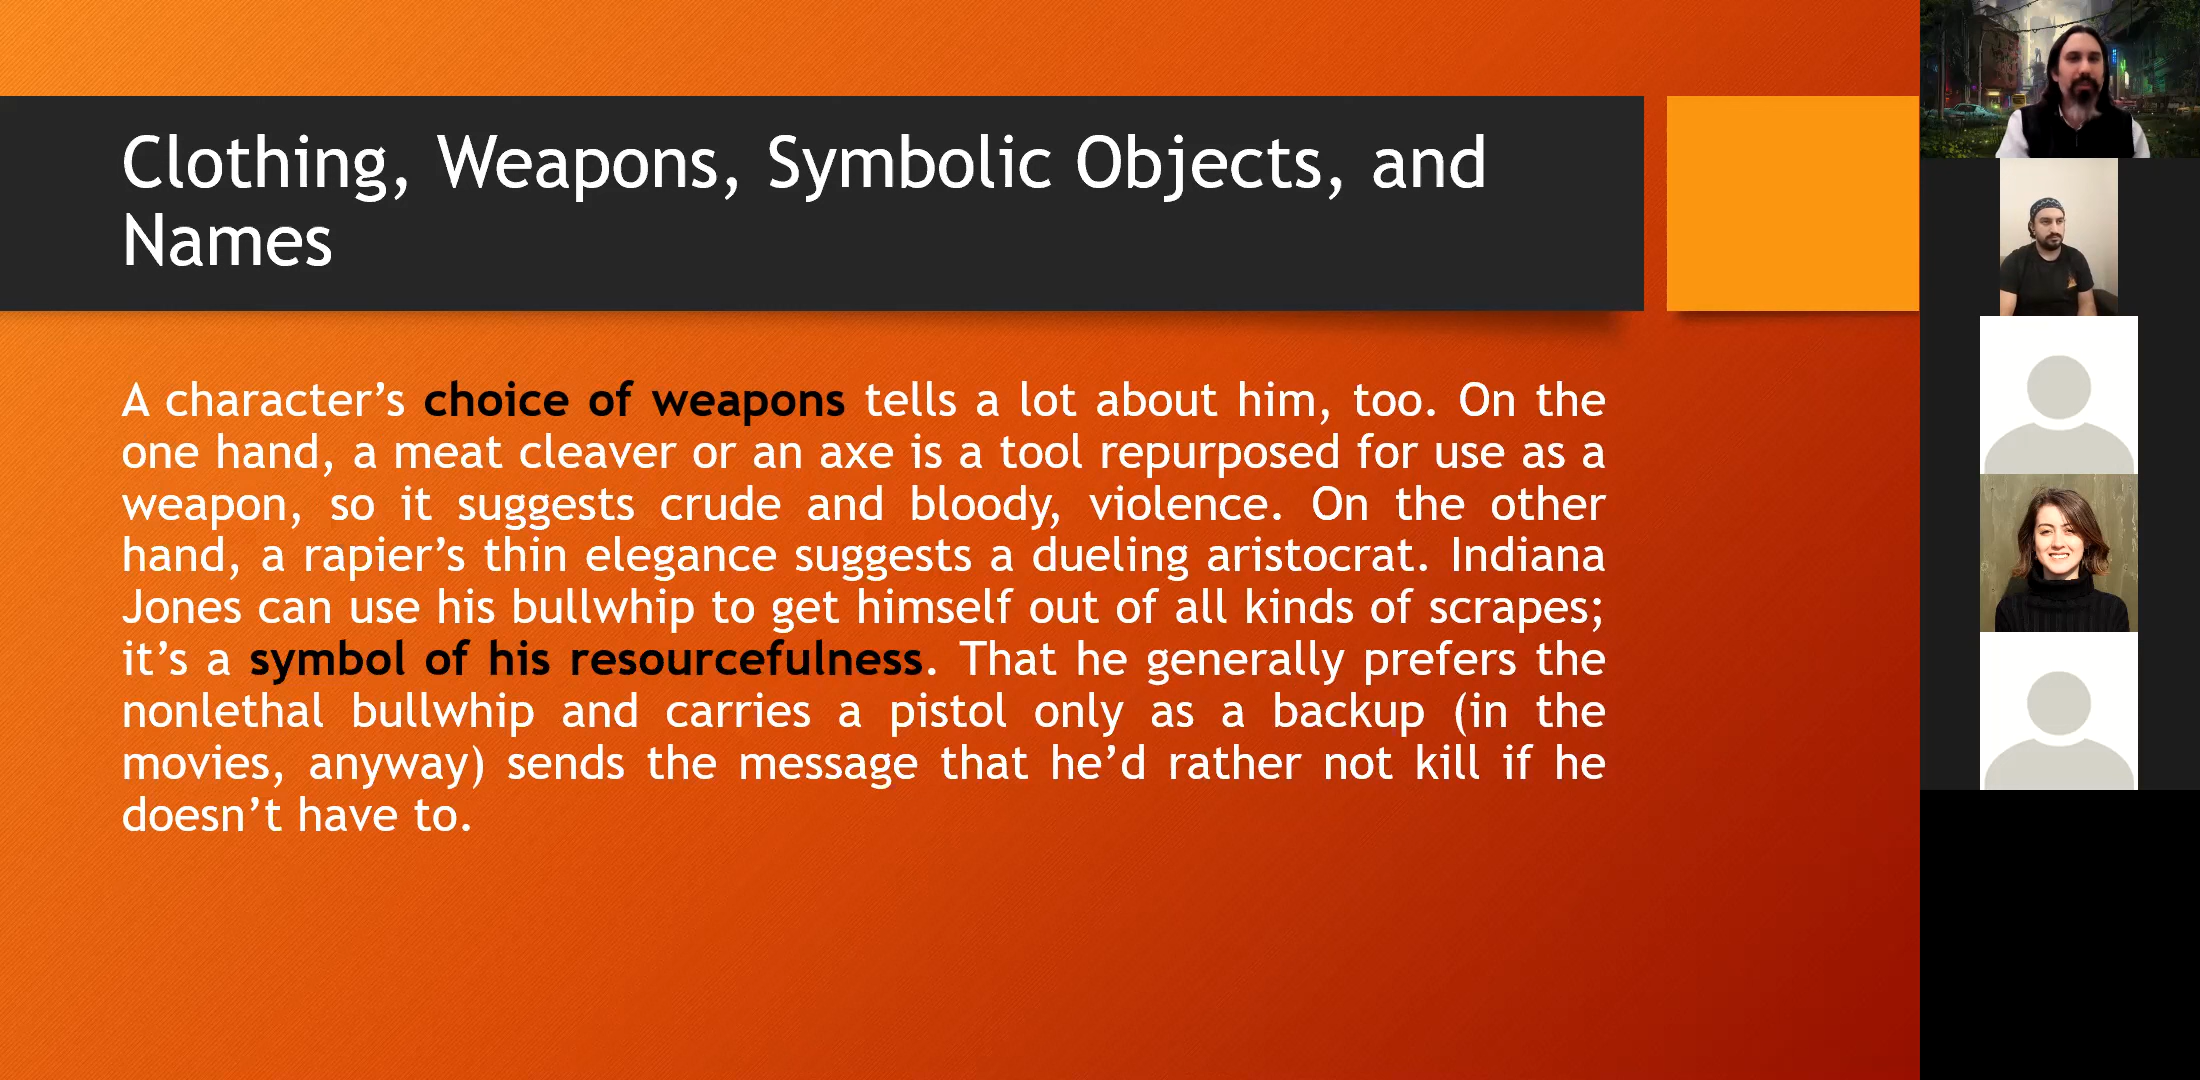 Clothing, Weapons, Symbolic Objects, and
Names
A character’s choice of weapons tells a lot about him, too. On the
one hand, a meat cleaver or an axe is a tool repurposed for use as a
weapon, so it suggests crude and bloody, violence. On the other
hand, a rapier’s thin elegance suggests a dueling aristocrat. Indiana
Jones can use his bullwhip to get himself out of all kinds of scrapes;
it’s a symbol of his resourcefulness. That he generally prefers the
nonlethal bullwhip and carries a pistol only as a backup (in the
movies, anyway) sends the message that he’d rather not kill if he
doesn’t have to.